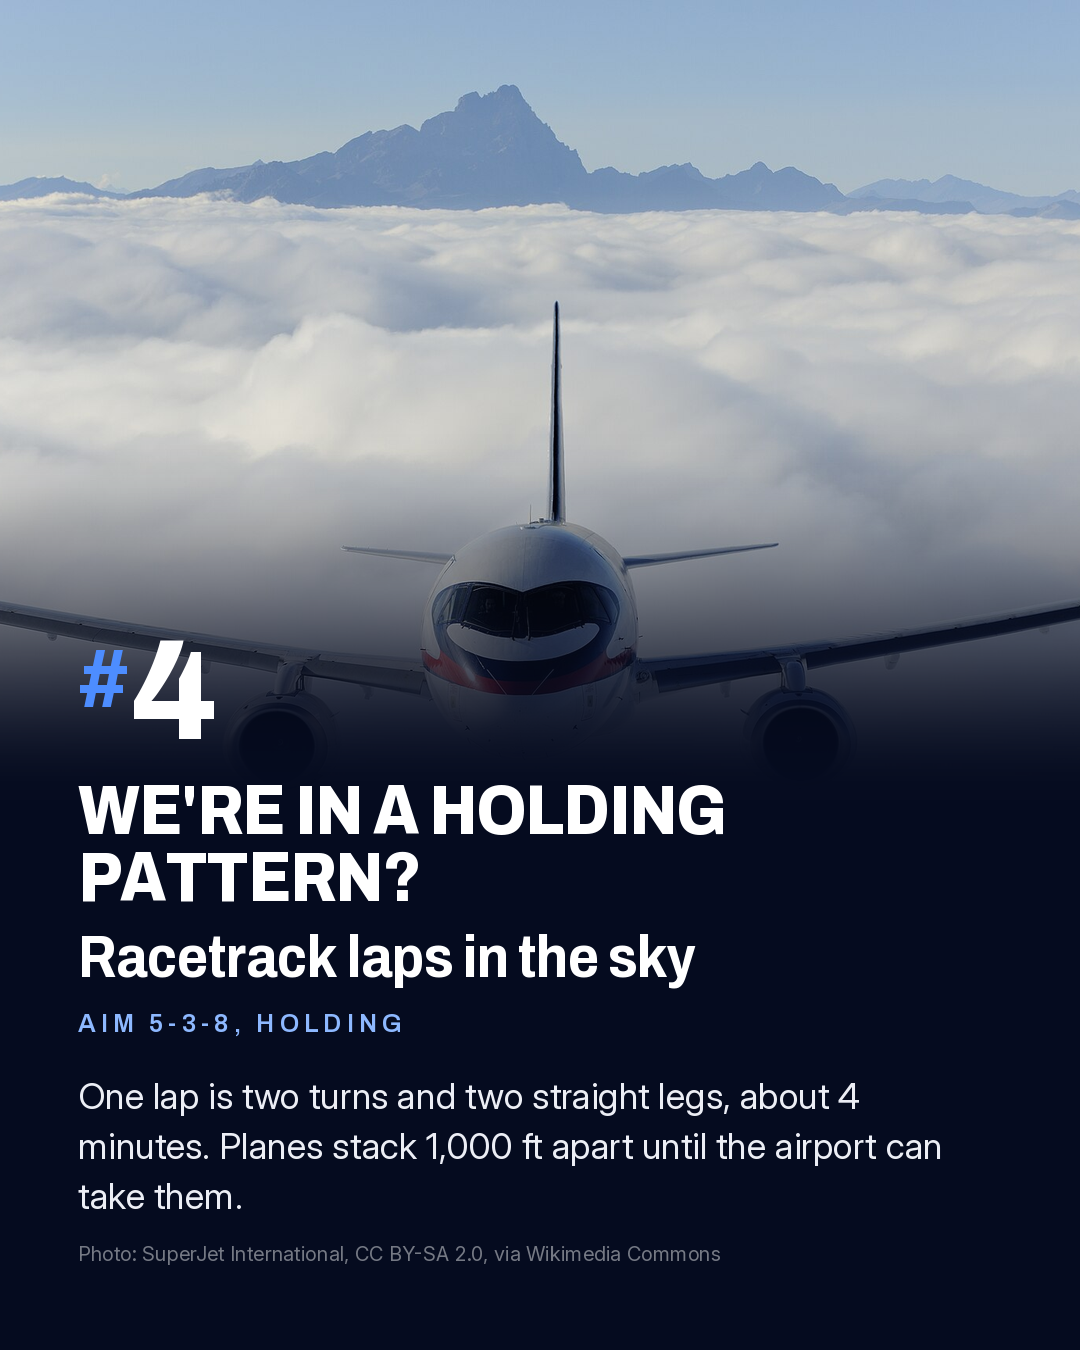 #4
WE'RE IN A HOLDING
PATTERN?
Racetrack laps in the sky
AIM 5-3-8, HOLDING
One lap is two turns and two straight legs, about 4
minutes. Planes stack 1,000 ft apart until the airport can
take them.
Photo: SuperJet International, CC BY-SA 2.0, via Wikimedia Commons